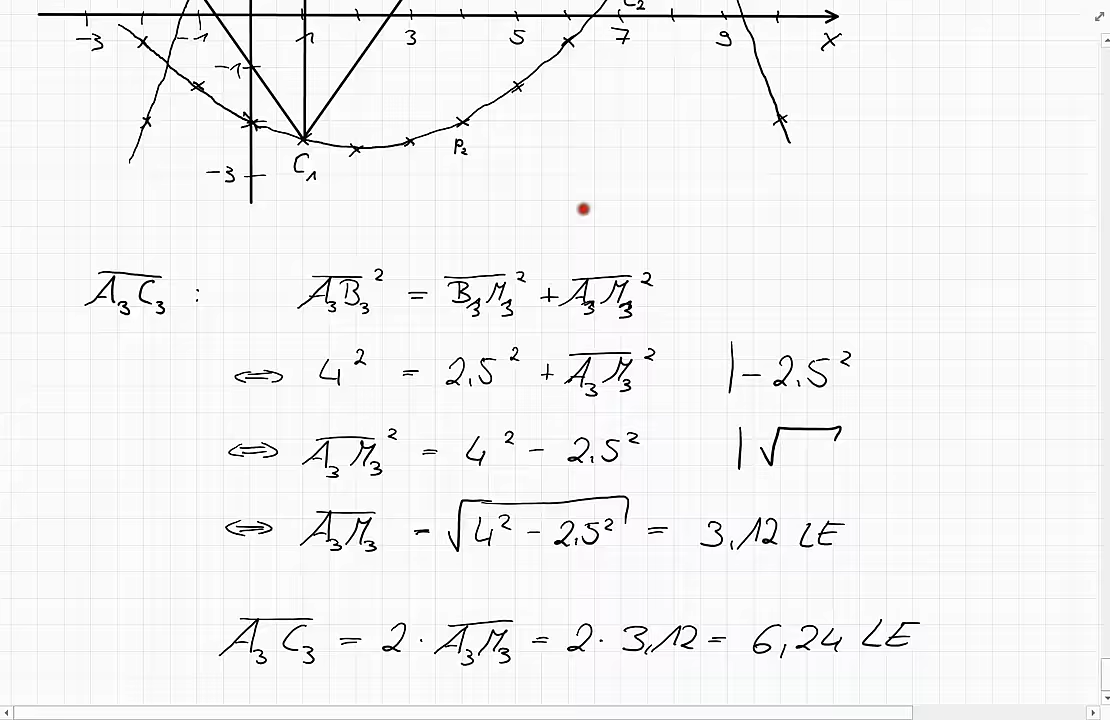 -3 -1 1 3 5 7 9 x
C₂
-1
P₂
C₁
-3
A₃C₃ : A₃B₃² = B₃M₃² + A₃M₃²
⇔ 4² = 2,5² + A₃M₃² | - 2,5²
⇔ A₃M₃² = 4² - 2,5² | √
⇔ A₃M₃ = √4² - 2,5² = 3,12 LE
A₃C₃ = 2 · A₃M₃ = 2 · 3,12 = 6,24 LE